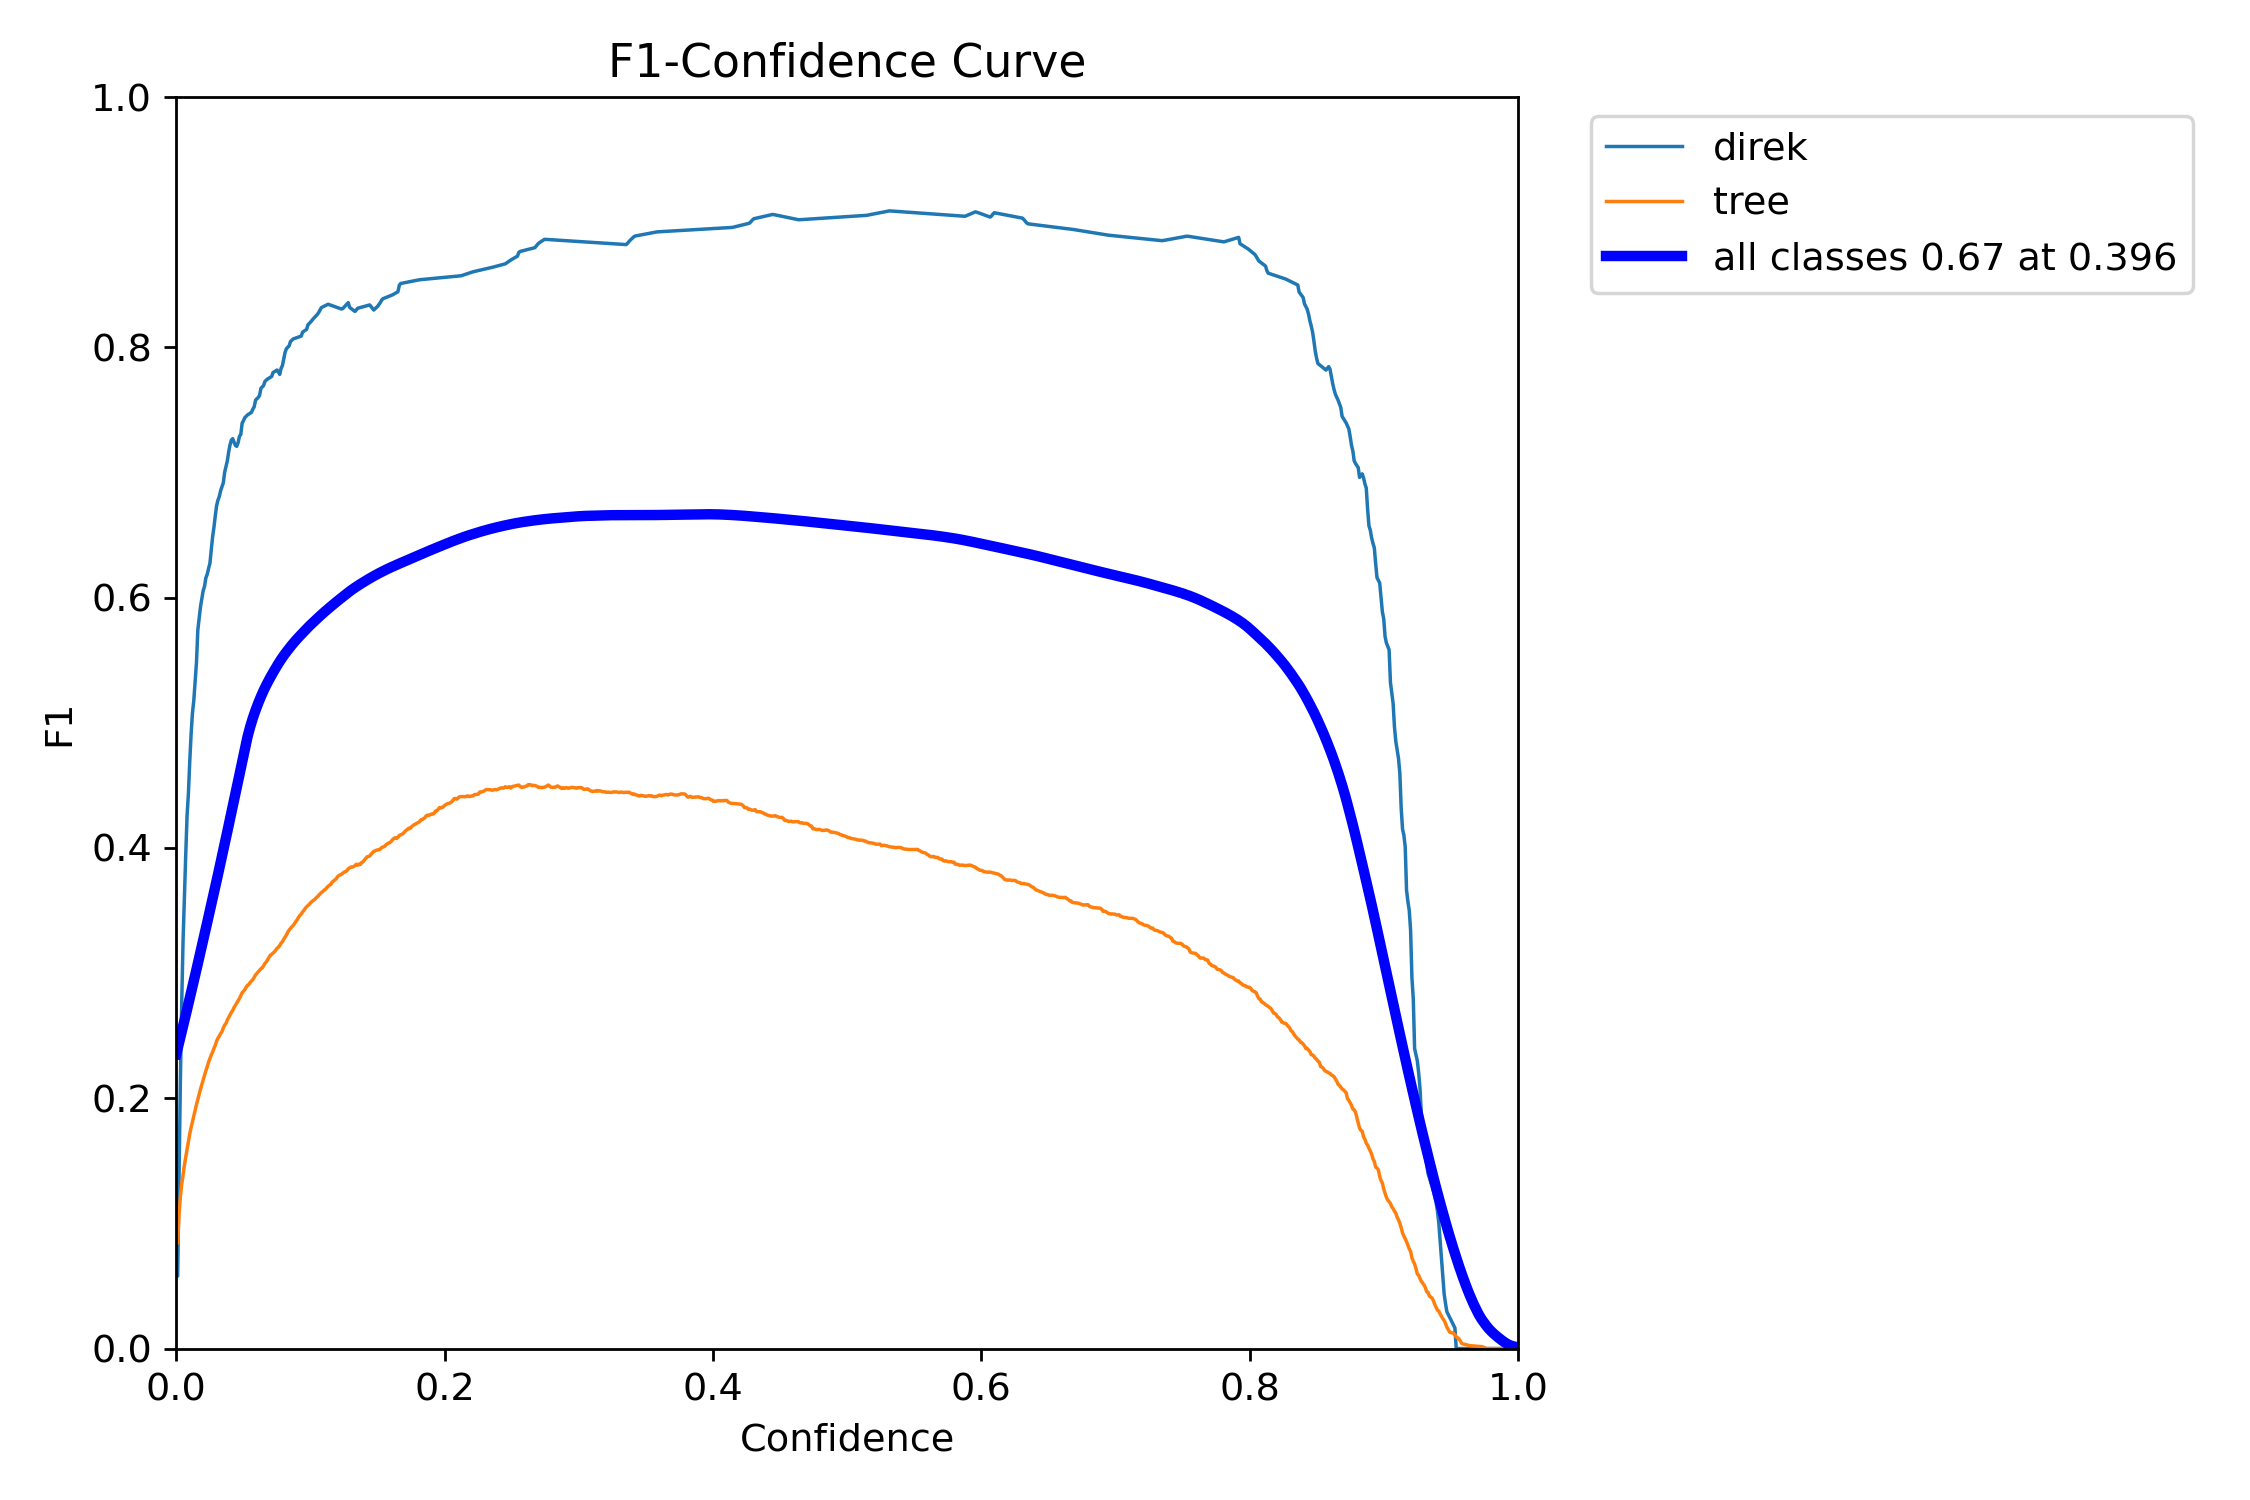 F1-Confidence Curve
1.0
0.8
0.6
0.4
0.2
0.0
F1
0.0 0.2 0.4 0.6 0.8 1.0
Confidence
direk
tree
all classes 0.67 at 0.396